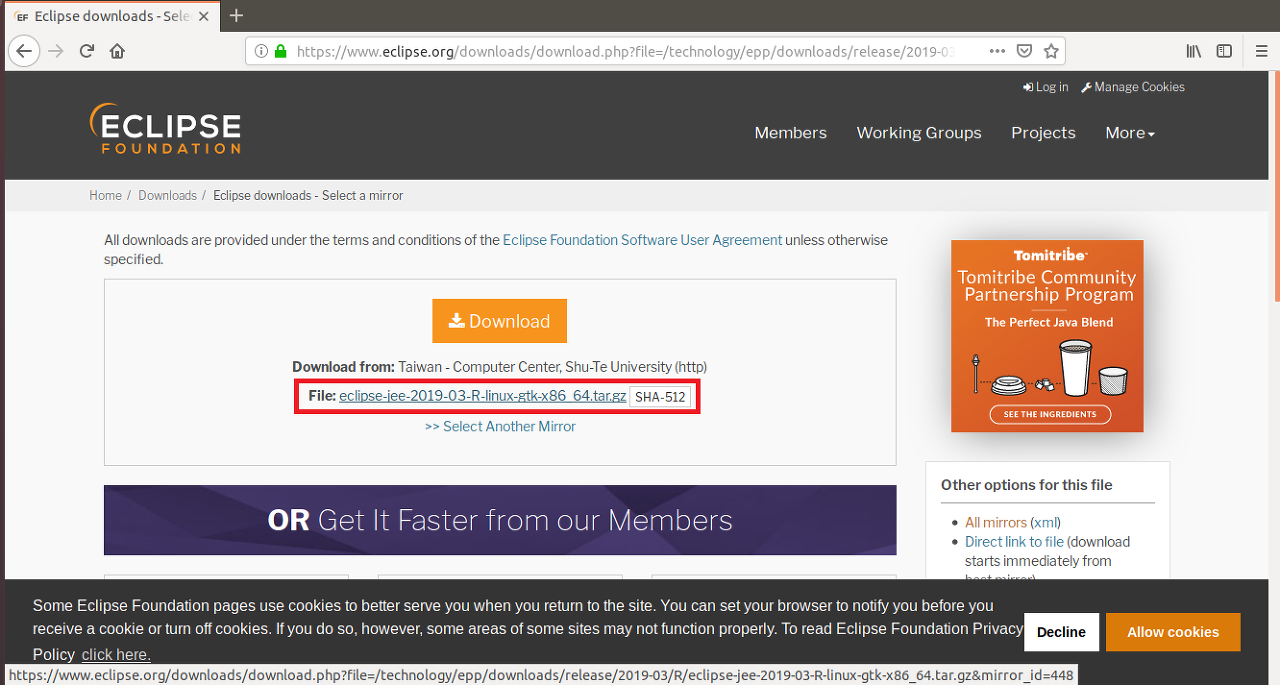 Eclipse downloads - Sele
https://www.eclipse.org/downloads/download.php?file=/technology/epp/downloads/release/2019-03
Log in Manage Cookies
ECLIPSE
FOUNDATION
Members Working Groups Projects More
Home / Downloads / Eclipse downloads - Select a mirror
All downloads are provided under the terms and conditions of the Eclipse Foundation Software User Agreement unless otherwise
specified.
Download
Download from: Taiwan - Computer Center, Shu-Te University (http)
File: eclipse-jee-2019-03-R-linux-gtk-x86_64.tar.gz SHA-512
>> Select Another Mirror
OR Get It Faster from our Members
Tomitribe
Tomitribe Community
Partnership Program
The Perfect Java Blend
SEE THE INGREDIENTS
Other options for this file
All mirrors (xml)
Direct link to file (download
starts immediately from
best mirror)
Some Eclipse Foundation pages use cookies to better serve you when you return to the site. You can set your browser to notify you before you
receive a cookie or turn off cookies. If you do so, however, some areas of some sites may not function properly. To read Eclipse Foundation Privacy
Policy click here.
Decline
Allow cookies
https://www.eclipse.org/downloads/download.php?file=/technology/epp/downloads/release/2019-03/R/eclipse-jee-2019-03-R-linux-gtk-x86_64.tar.gz&mirror_id=448